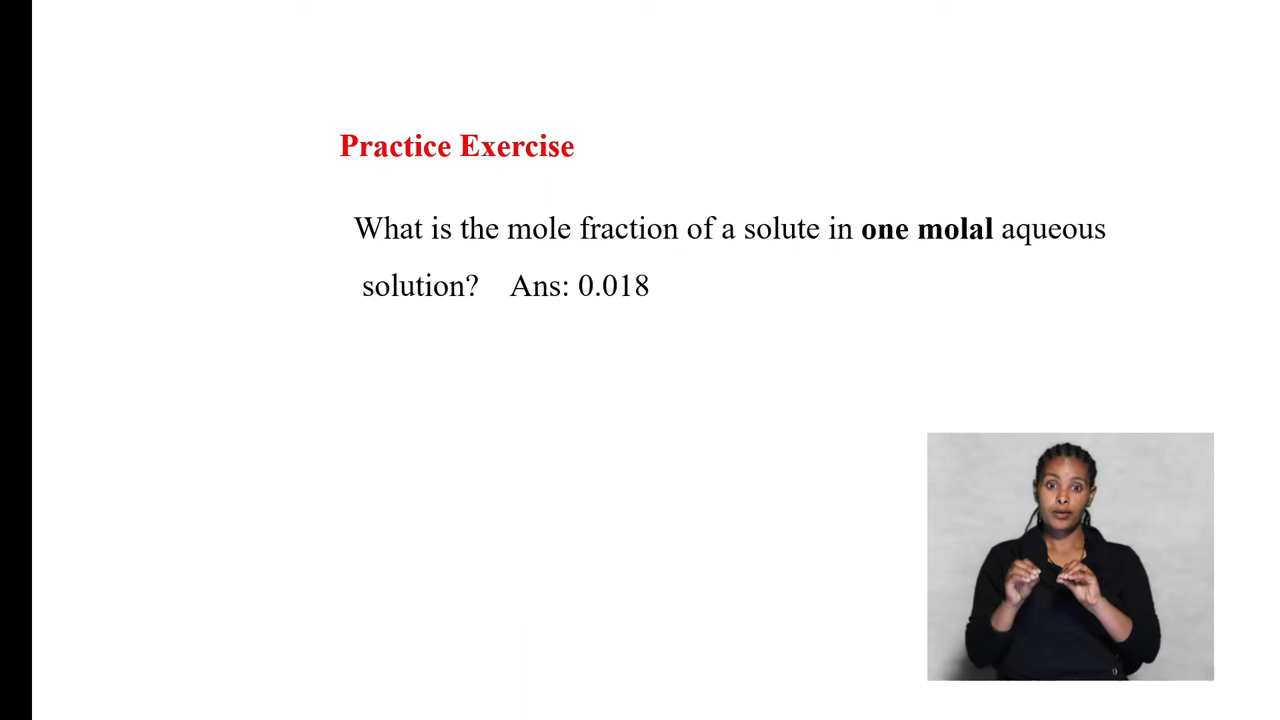 Practice Exercise
What is the mole fraction of a solute in one molal aqueous
solution? Ans: 0.018